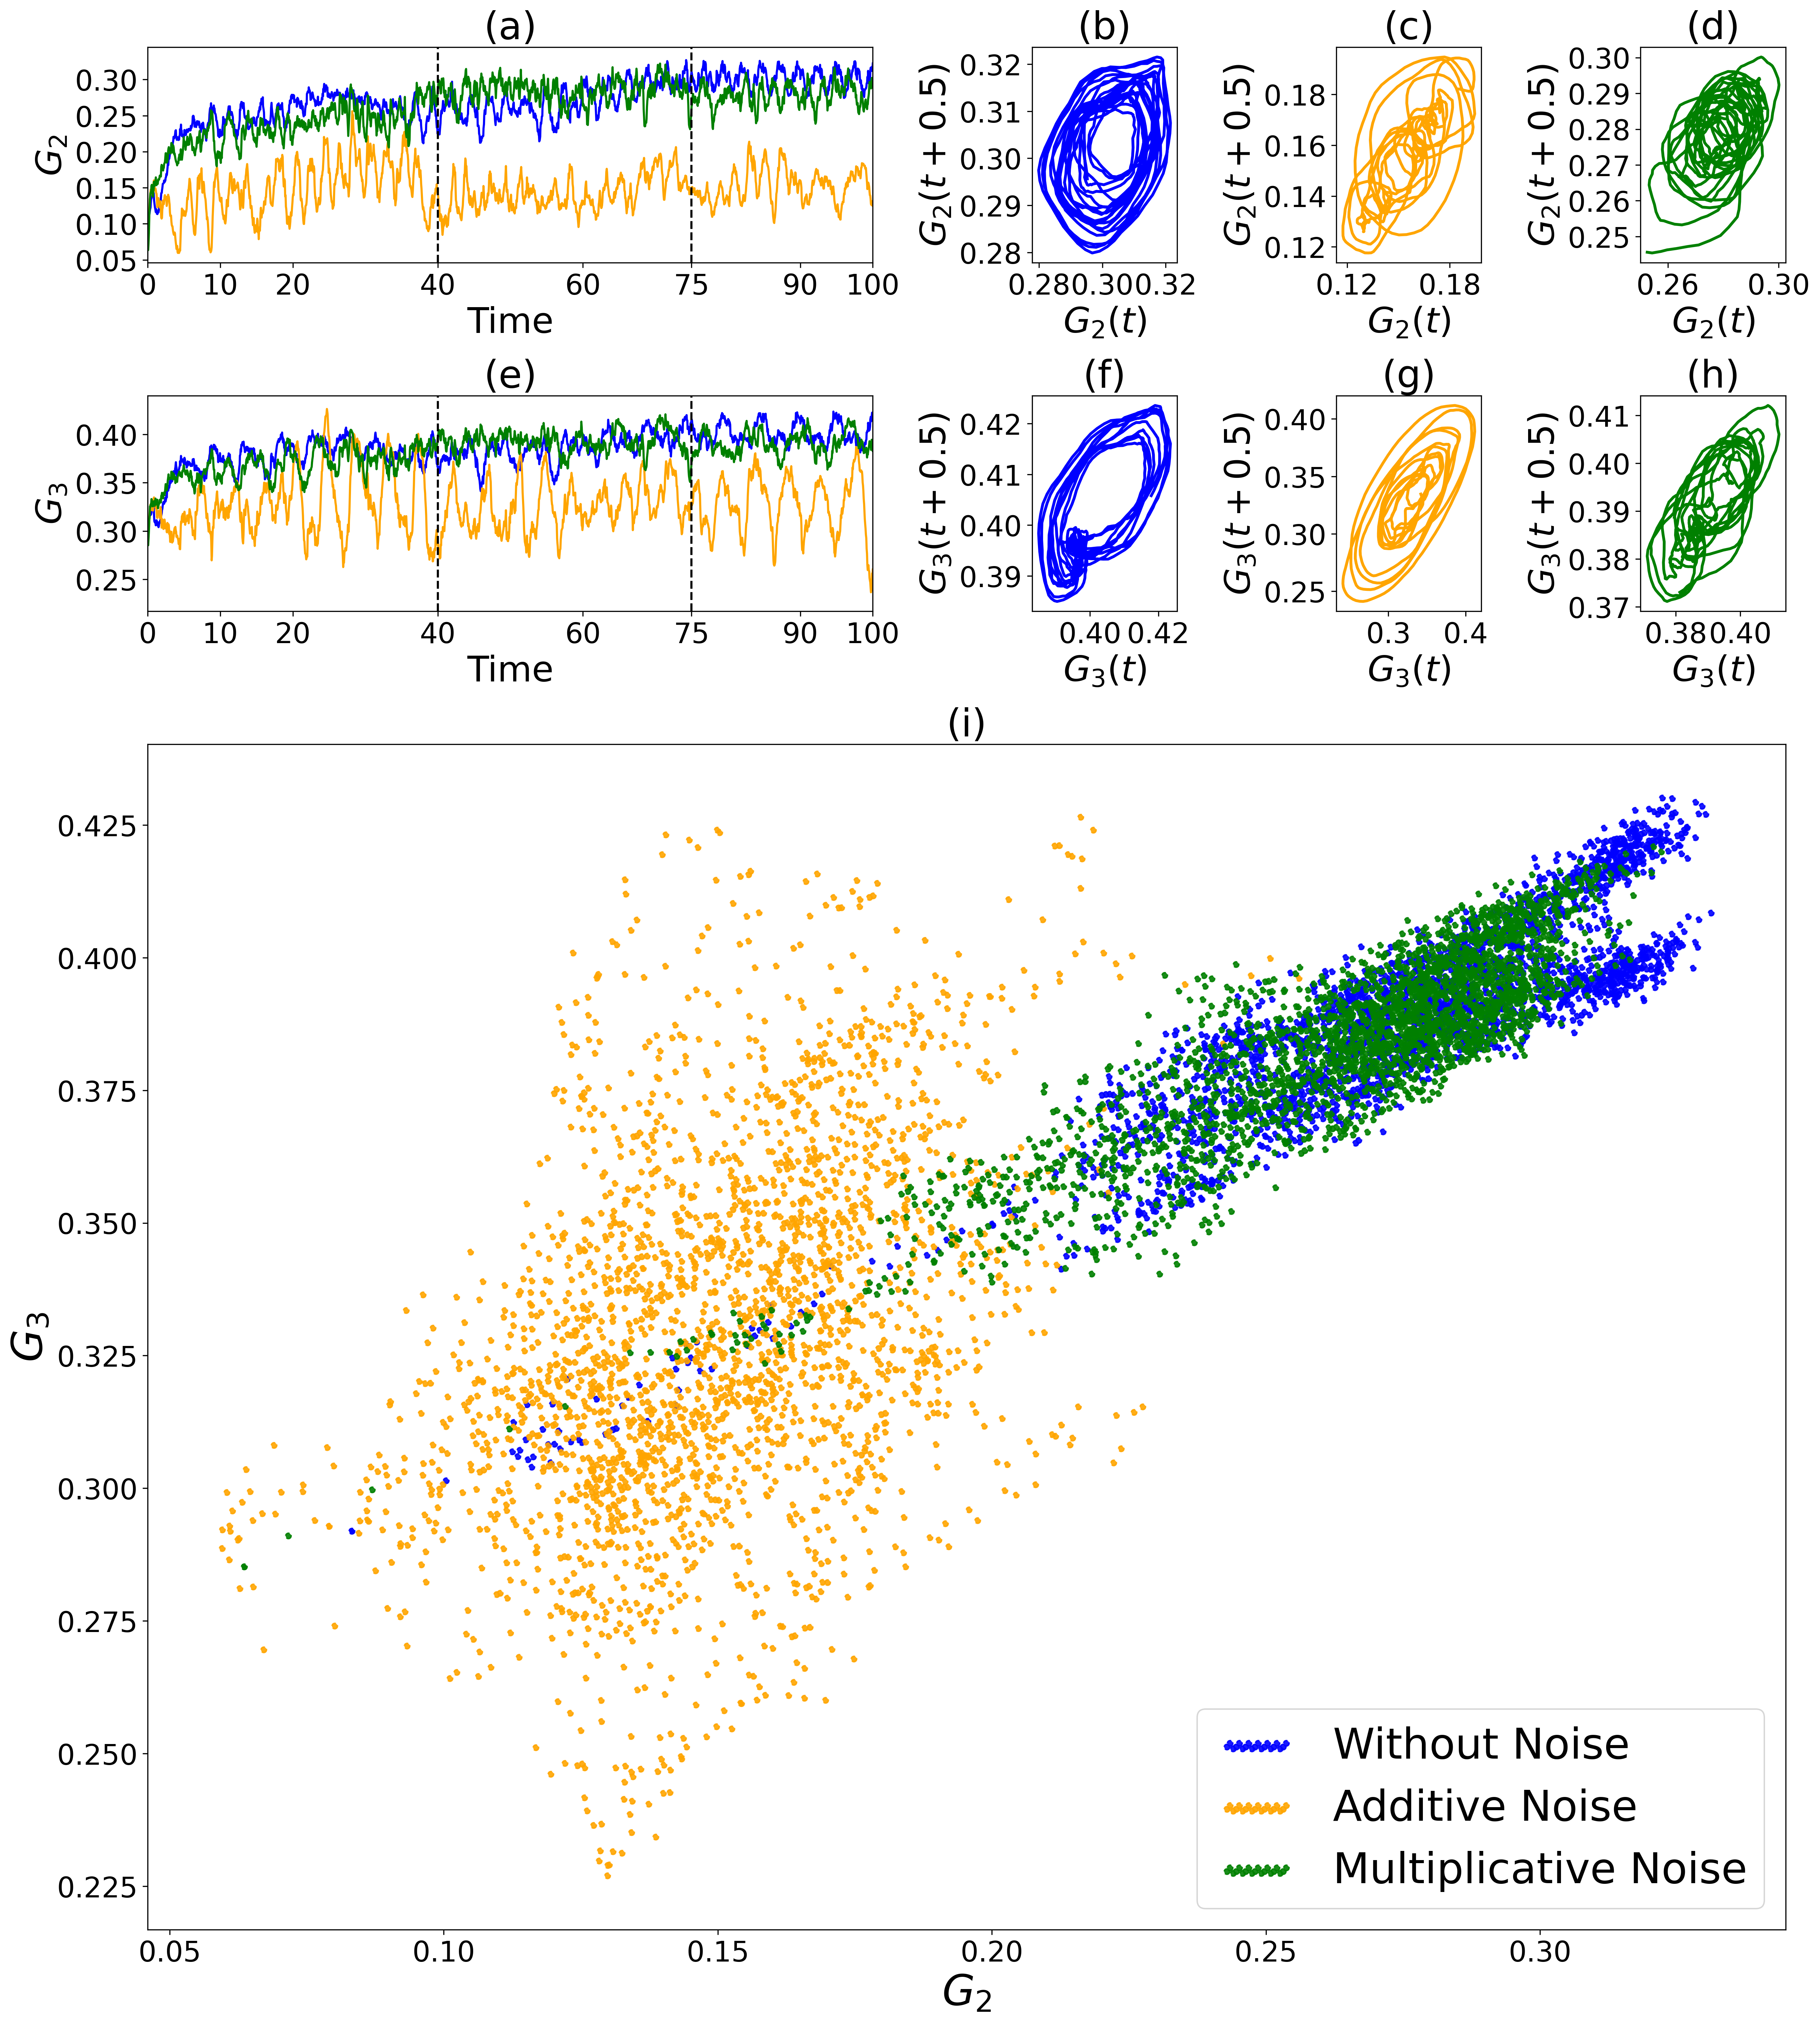 (a)
G2
0.30
0.25
0.20
0.15
0.10
0.05
0 10 20 40 60 75 90 100
Time
(b)
G2(t + 0.5)
0.32
0.31
0.30
0.29
0.28
0.28 0.30 0.32
G2(t)
(c)
G2(t + 0.5)
0.18
0.16
0.14
0.12
0.12 0.18
G2(t)
(d)
G2(t + 0.5)
0.30
0.29
0.28
0.27
0.26
0.25
0.26 0.30
G2(t)
(e)
G3
0.40
0.35
0.30
0.25
0 10 20 40 60 75 90 100
Time
(f)
G3(t + 0.5)
0.42
0.41
0.40
0.39
0.40 0.42
G3(t)
(g)
G3(t + 0.5)
0.40
0.35
0.30
0.25
0.3 0.4
G3(t)
(h)
G3(t + 0.5)
0.41
0.40
0.39
0.38
0.37
0.38 0.40
G3(t)
(i)
G3
0.425
0.400
0.375
0.350
0.325
0.300
0.275
0.250
0.225
Without Noise
Additive Noise
Multiplicative Noise
0.05 0.10 0.15 0.20 0.25 0.30
G2